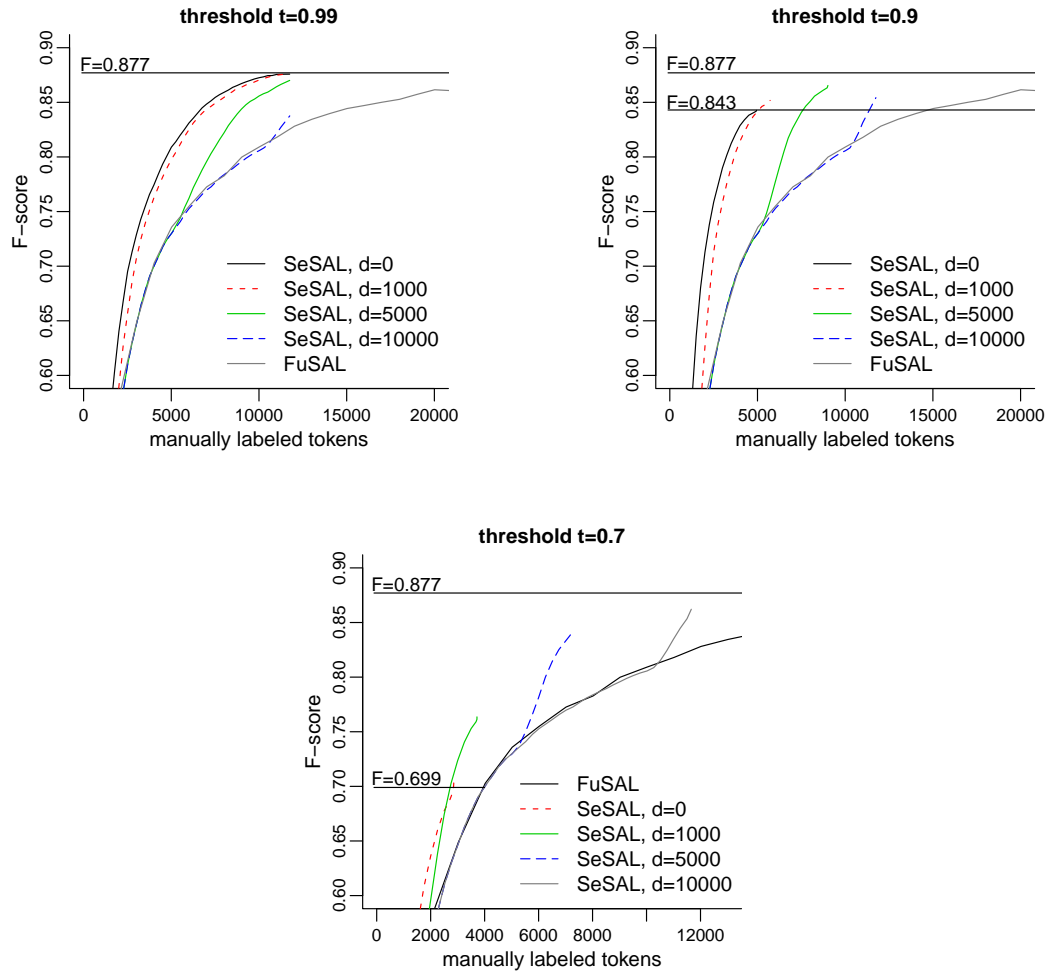 threshold t=0.99
F=0.877
F−score
0.60 0.65 0.70 0.75 0.80 0.85 0.90
SeSAL, d=0
SeSAL, d=1000
SeSAL, d=5000
SeSAL, d=10000
FuSAL
0 5000 10000 15000 20000
manually labeled tokens
threshold t=0.9
F=0.877
F=0.843
F−score
0.60 0.65 0.70 0.75 0.80 0.85 0.90
SeSAL, d=0
SeSAL, d=1000
SeSAL, d=5000
SeSAL, d=10000
FuSAL
0 5000 10000 15000 20000
manually labeled tokens
threshold t=0.7
F=0.877
F=0.699
F−score
0.60 0.65 0.70 0.75 0.80 0.85 0.90
FuSAL
SeSAL, d=0
SeSAL, d=1000
SeSAL, d=5000
SeSAL, d=10000
0 2000 4000 6000 8000 12000
manually labeled tokens